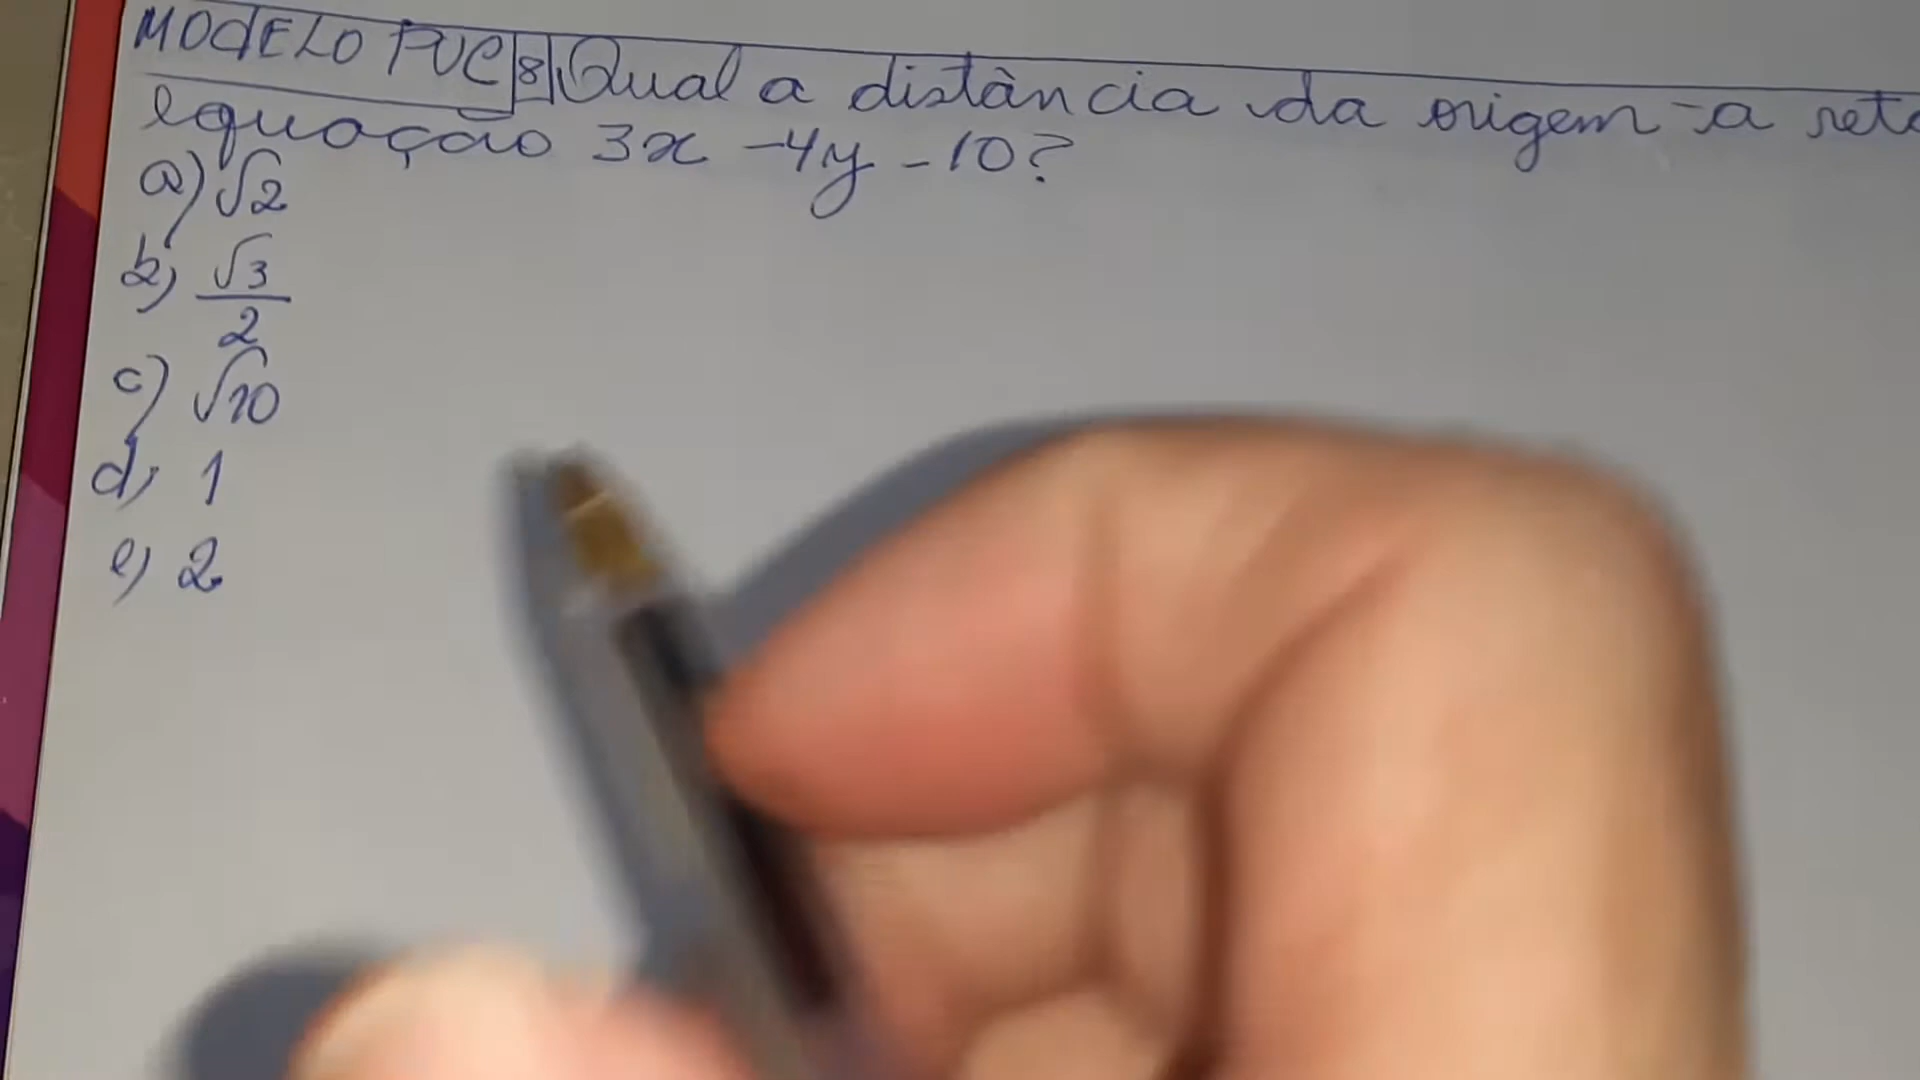 MODELO PUC 8 Qual a distância da origem a reta
equação 3x -4y -10?
a) √2
b) √3/2
c) √10
d) 1
e) 2